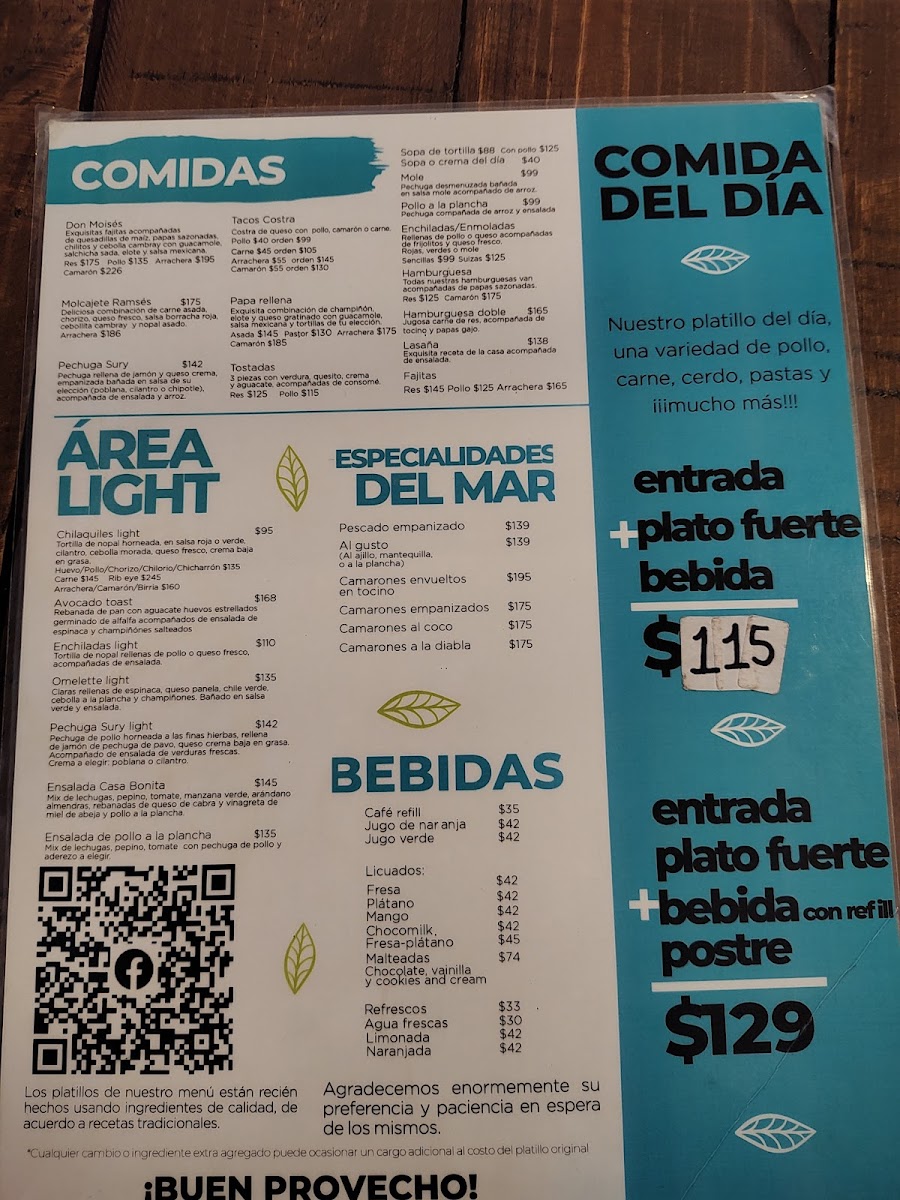 COMIDAS
Don Moisés
Exquisitas fajitas acompañadas
de quesadillas de maíz, papas sazonadas,
chilitos y cebolla cambray con guacamole,
salchicha sada, elote y salsa mexicana.
Res $175 Pollo $135 Arrachera $195
Camarón $226
Molcajete Ramsés $175
Deliciosa combinación de carne asada,
chorizo, queso fresco, salsa borracha roja,
cebollita cambray y nopal asado.
Arrachera $186
Pechuga Sury $142
Pechuga rellena de jamón y queso crema,
empanizada bañada en salsa de su
elección (poblana, cilantro o chipotle),
acompañada de ensalada y arroz.
Tacos Costra
Costra de queso con pollo, camarón o carne.
Pollo $40 orden $99
Carne $45 orden $105
Arrachera $55 orden $145
Camarón $55 orden $130
Papa rellena
Exquisita combinación de champiñón,
elote y queso gratinado con guacamole,
salsa mexicana y tortillas de tu elección.
Asada $145 Pastor $130 Arrachera $175
Camarón $185
Tostadas
3 piezas con verdura, quesito, crema
y aguacate, acompañadas de consomé.
Res $125 Pollo $115
Sopa de tortilla $88 Con pollo $125
Sopa o crema del día $40
Mole $99
Pechuga desmenuzada bañada
en salsa mole acompañado de arroz.
Pollo a la plancha $99
Pechuga compañada de arroz y ensalada
Enchiladas/Enmoladas
Rellenas de pollo o queso acompañadas
de frijolitos y queso fresco.
Rojas, verdes o mole
Sencillas $99 Suizas $125
Hamburguesa
Todas nuestras hamburguesas van
acompañadas de papas sazonadas.
Res $125 Camarón $175
Hamburguesa doble $165
Jugosa carne de res, acompañada de
tocino y papas gajo.
Lasaña $138
Exquisita receta de la casa acompañada
de ensalada.
Fajitas
Res $145 Pollo $125 Arrachera $165
ÁREA
LIGHT
Chilaquiles light $95
Tortilla de nopal horneada, en salsa roja o verde,
cilantro, cebolla morada, queso fresco, crema baja
en grasa.
Huevo/Pollo/Chorizo/Chilorio/Chicharrón $135
Carne $145 Rib eye $245
Arrachera/Camarón/Birria $160
Avocado toast $168
Rebanada de pan con aguacate huevos estrellados
germinado de alfalfa acompañados de ensalada de
espinaca y champiñónes salteados
Enchiladas light $110
Tortilla de nopal rellenas de pollo o queso fresco,
acompañadas de ensalada.
Omelette light $135
Claras rellenas de espinaca, queso panela, chile verde,
cebolla a la plancha y champiñones. Bañado en salsa
verde y ensalada.
Pechuga Sury light $142
Pechuga de pollo horneada a las finas hierbas, rellena
de jamón de pechuga de pavo, queso crema baja en grasa.
Acompañado de ensalada de verduras frescas.
Crema a elegir: poblana o cilantro.
Ensalada Casa Bonita $145
Mix de lechugas, pepino, tomate, manzana verde, arándano
almendras, rebanadas de queso de cabra y vinagreta de
miel de abeja y pollo a la plancha.
Ensalada de pollo a la plancha $135
Mix de lechugas, pepino, tomate con pechuga de pollo y
aderezo a elegir.
ESPECIALIDADES
DEL MAR
Pescado empanizado $139
Al gusto $139
(Al ajillo, mantequilla,
o a la plancha)
Camarones envueltos $195
en tocino
Camarones empanizados $175
Camarones al coco $175
Camarones a la diabla $175
BEBIDAS
Café refill $35
Jugo de naranja $42
Jugo verde $42
Licuados:
Fresa $42
Plátano $42
Mango $42
Chocomilk, $42
Fresa-plátano $45
Malteadas $74
Chocolate, vainilla
y cookies and cream
Refrescos $33
Agua frescas $30
Limonada $42
Naranjada $42
Los platillos de nuestro menú están recién
hechos usando ingredientes de calidad, de
acuerdo a recetas tradicionales.
Agradecemos enormemente su
preferencia y paciencia en espera
de los mismos.
*Cualquier cambio o ingrediente extra agregado puede ocasionar un cargo adicional al costo del platillo original
¡BUEN PROVECHO!
COMIDA
DEL DÍA
Nuestro platillo del día,
una variedad de pollo,
carne, cerdo, pastas y
¡¡¡mucho más!!!
entrada
+plato fuerte
bebida
$115
entrada
plato fuerte
+bebida con refill
postre
$129